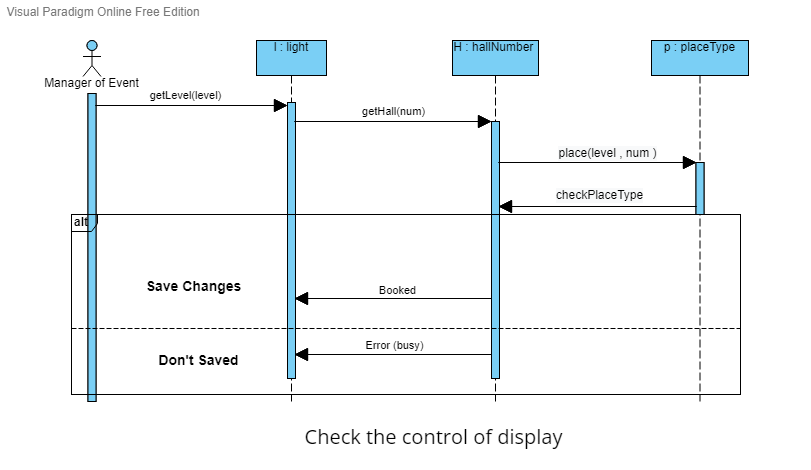 Visual Paradigm Online Free Edition
l : light
H : hallNumber
p : placeType
Manager of Event
getLevel(level)
getHall(num)
place(level , num )
checkPlaceType
alt
Save Changes
Booked
Error (busy)
Don't Saved
Check the control of display